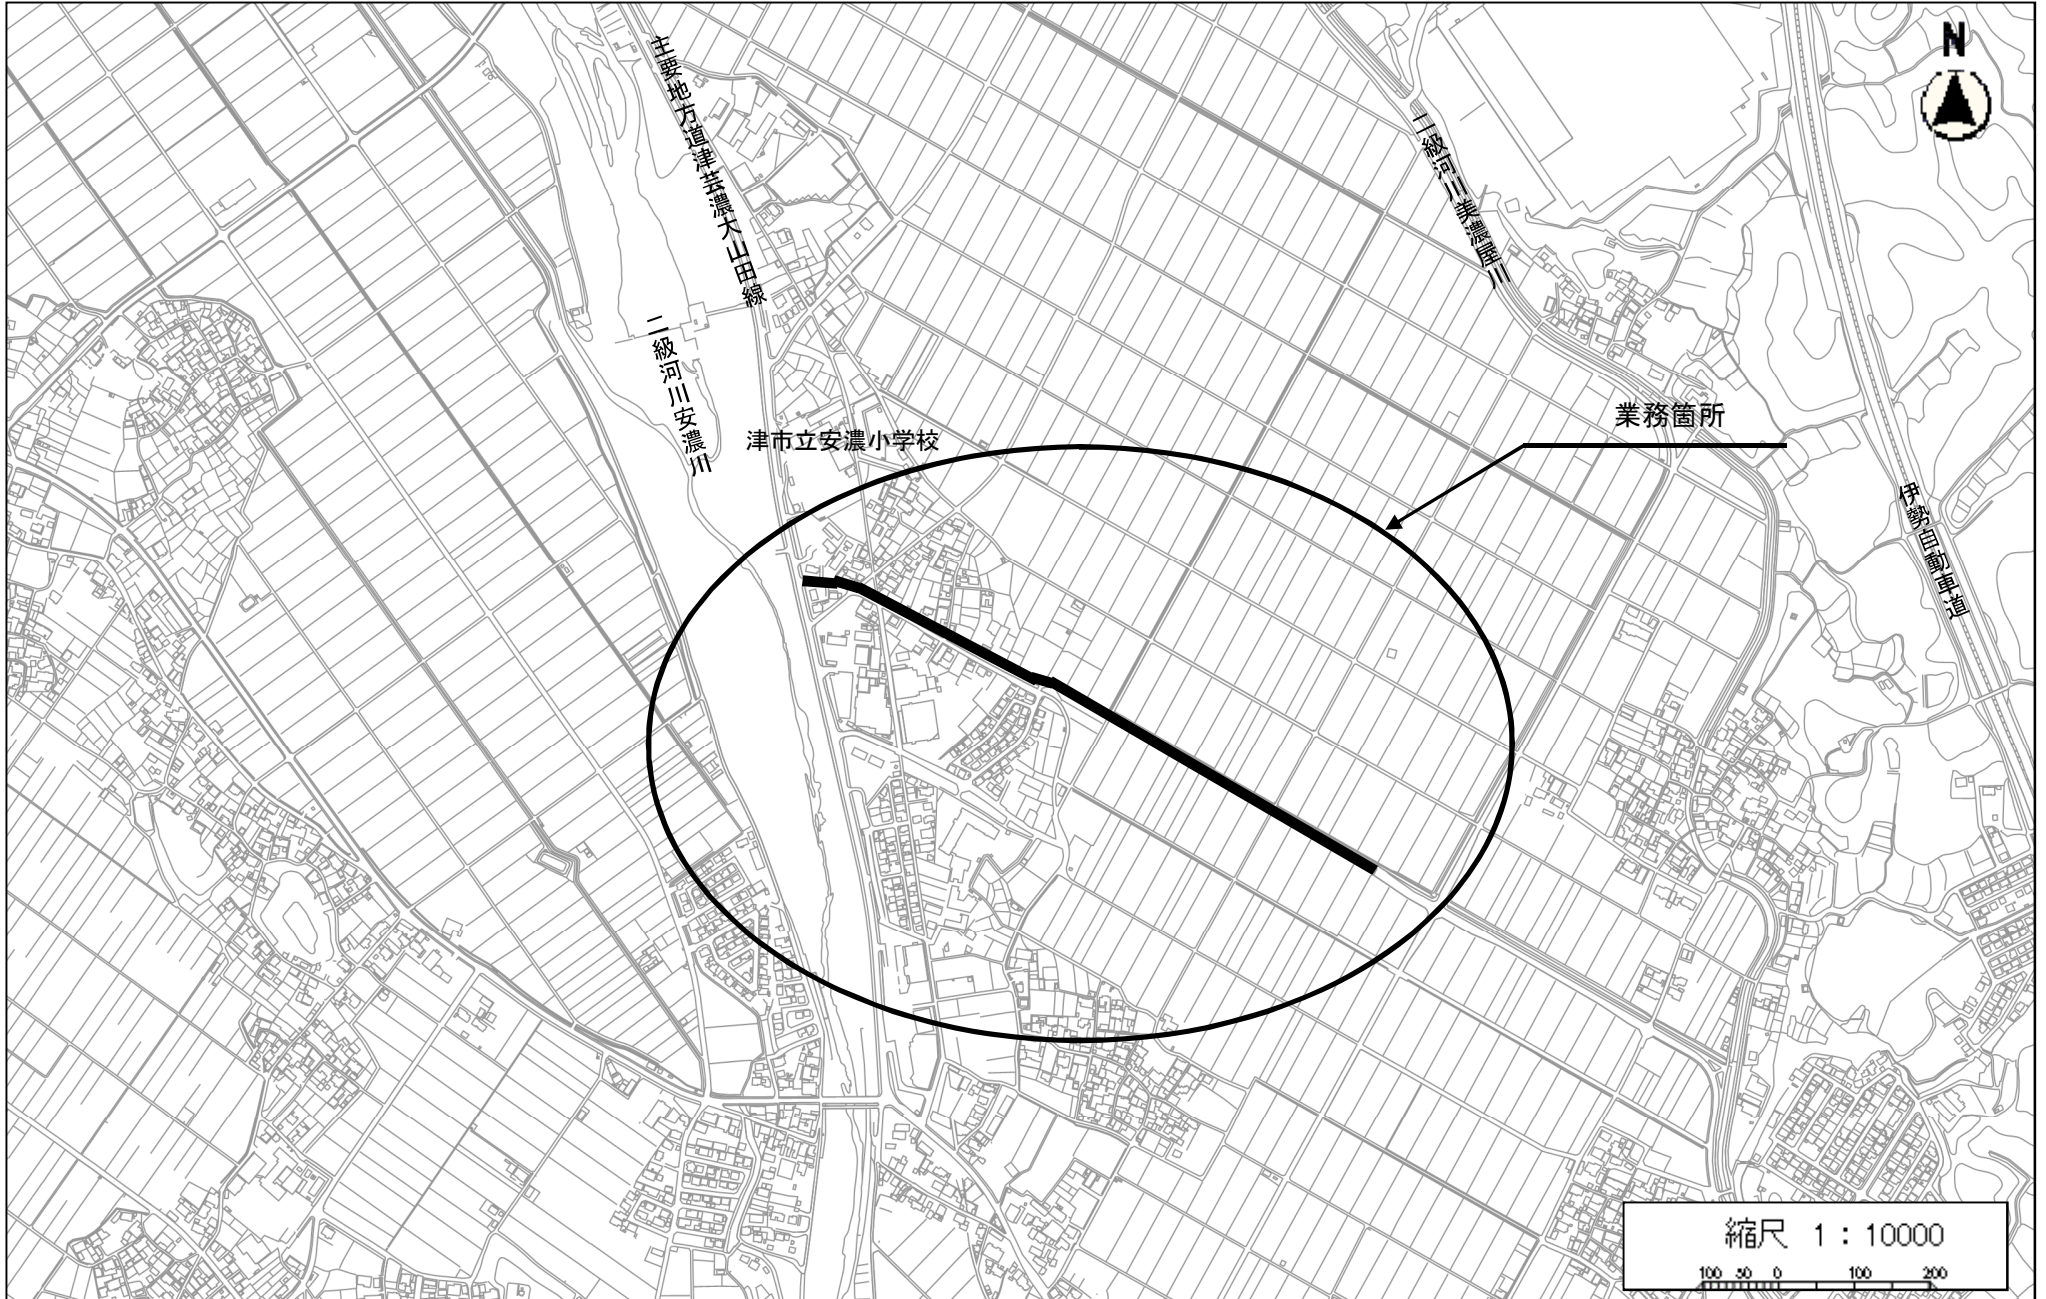 N
主要地方道津芸濃大山田線
二級河川美濃屋川
二級河川安濃川
業務箇所
津市立安濃小学校
伊勢自動車道
縮尺 1:10000
100 50 0 100 200